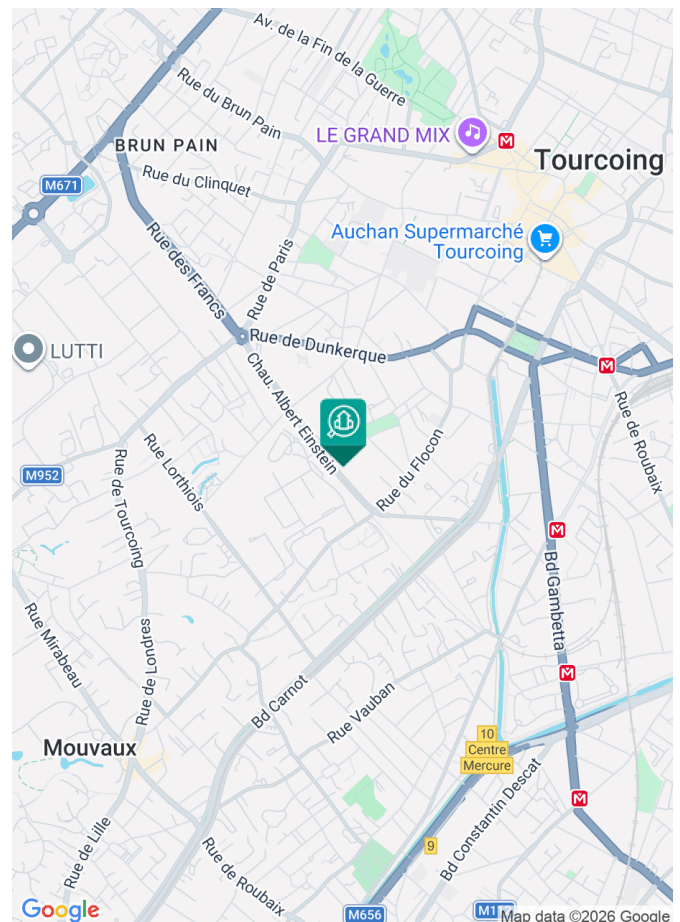 Av. de la Fin de la Guerre
Rue du Brun Pain
LE GRAND MIX
M
BRUN PAIN
Tourcoing
Rue du Clinquet
M671
Auchan Supermarché
Tourcoing
Rue des Francs
Rue de Paris
Rue de Dunkerque
LUTTI
M
Chau. Albert Einstein
Rue de Roubaix
Rue du Flocon
M952
Rue de Tourcoing
Rue Lorthiois
M
Bd Gambetta
Rue Mirabeau
Rue de Londres
M
Bd Carnot
Rue Vauban
10
Centre
Mercure
Mouvaux
Bd Constantin Descat
M
Rue de Lille
9
Rue de Roubaix
Google
M656
Map data ©2026 Google